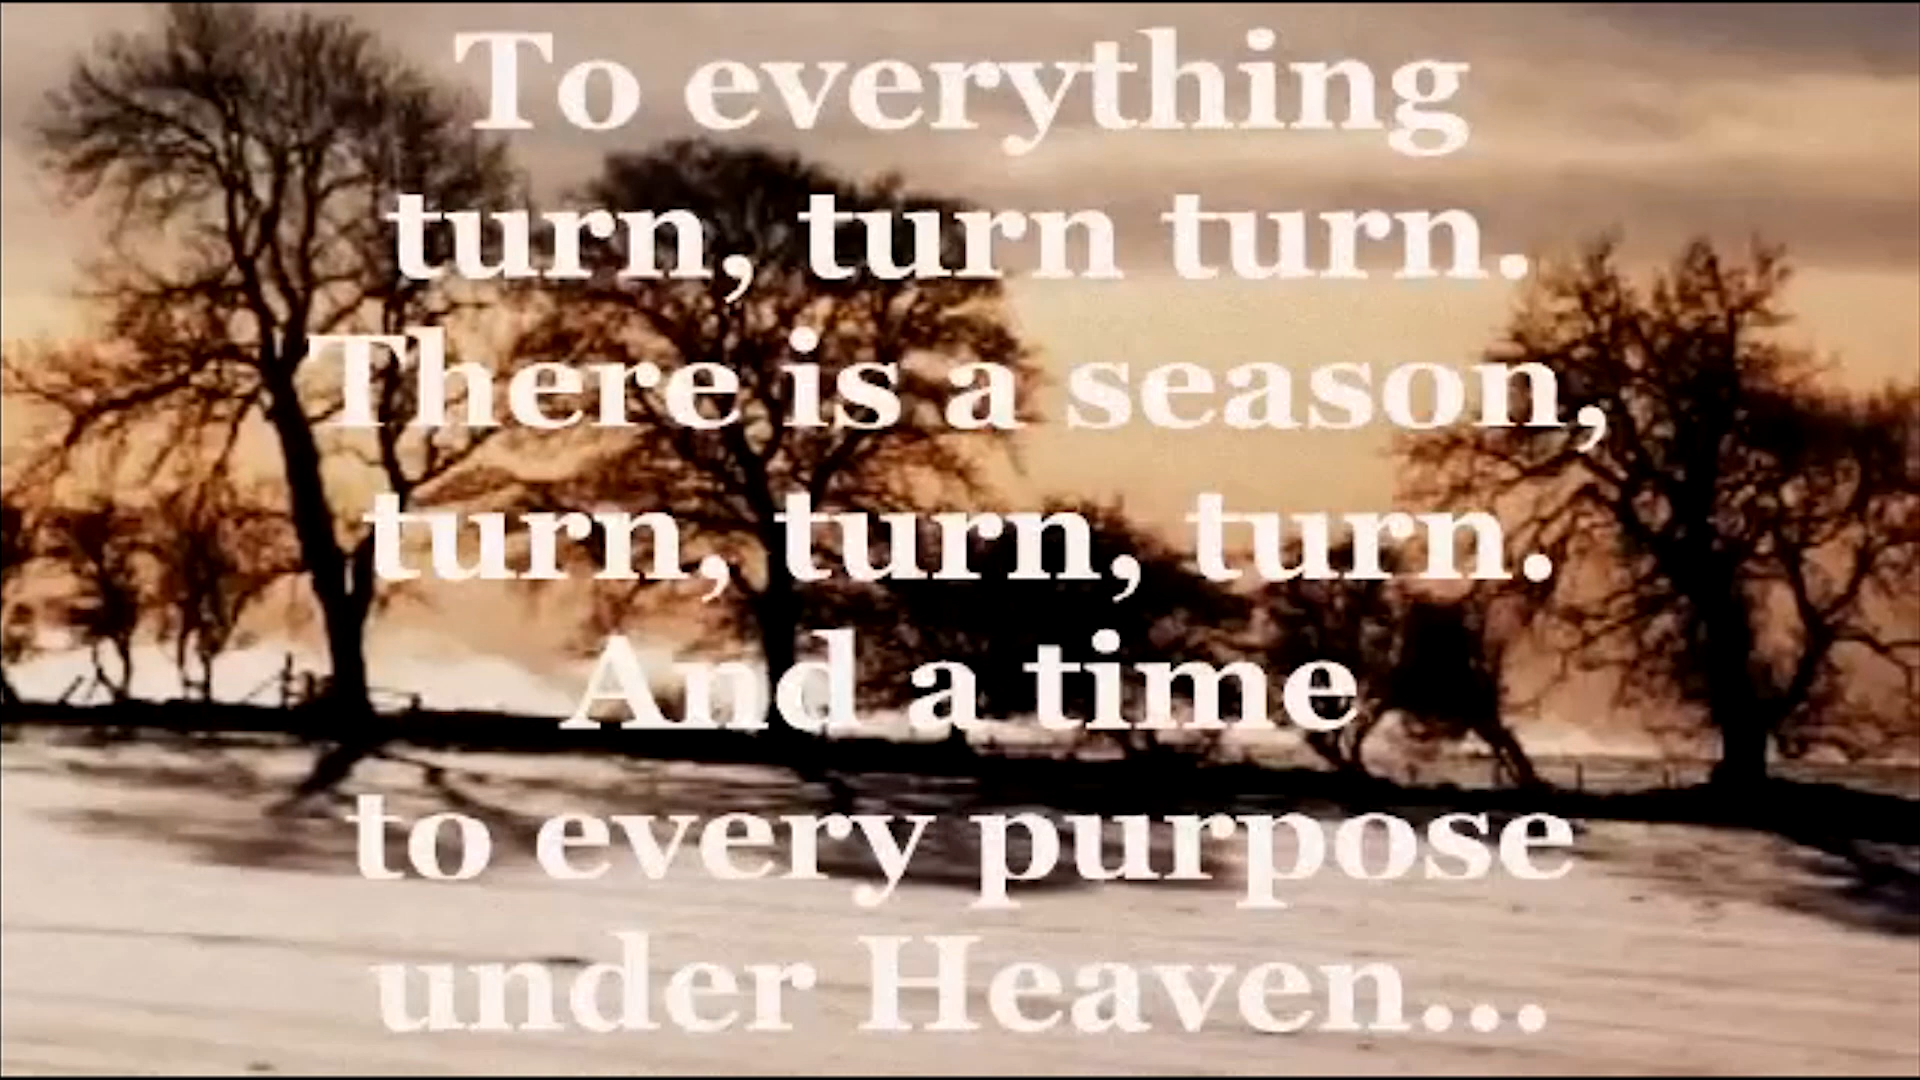 To everything
turn, turn turn.
There is a season,
turn, turn, turn.
And a time
to every purpose
under Heaven...